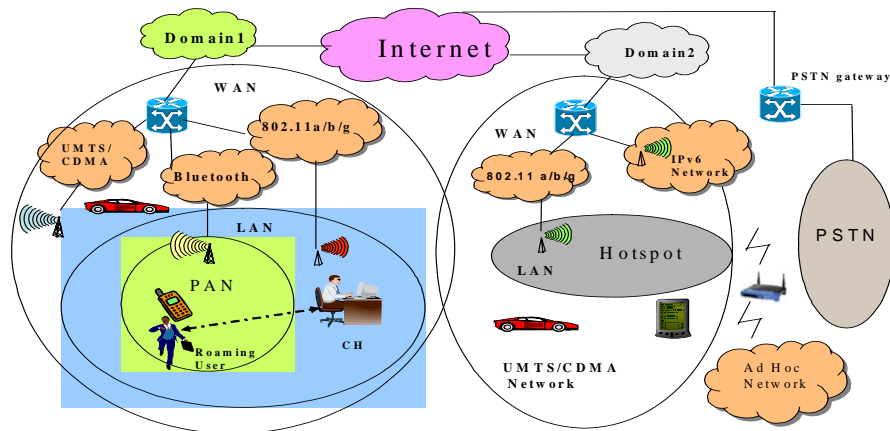 Domain1
Internet
Domain2
PSTN gateway
WAN
802.11a/b/g
UMTS/
CDMA
Bluetooth
WAN
802.11 a/b/g
IPv6
Network
LAN
PAN
Roaming
User
CH
Hotspot
LAN
PSTN
UMTS/CDMA
Network
Ad Hoc
Network